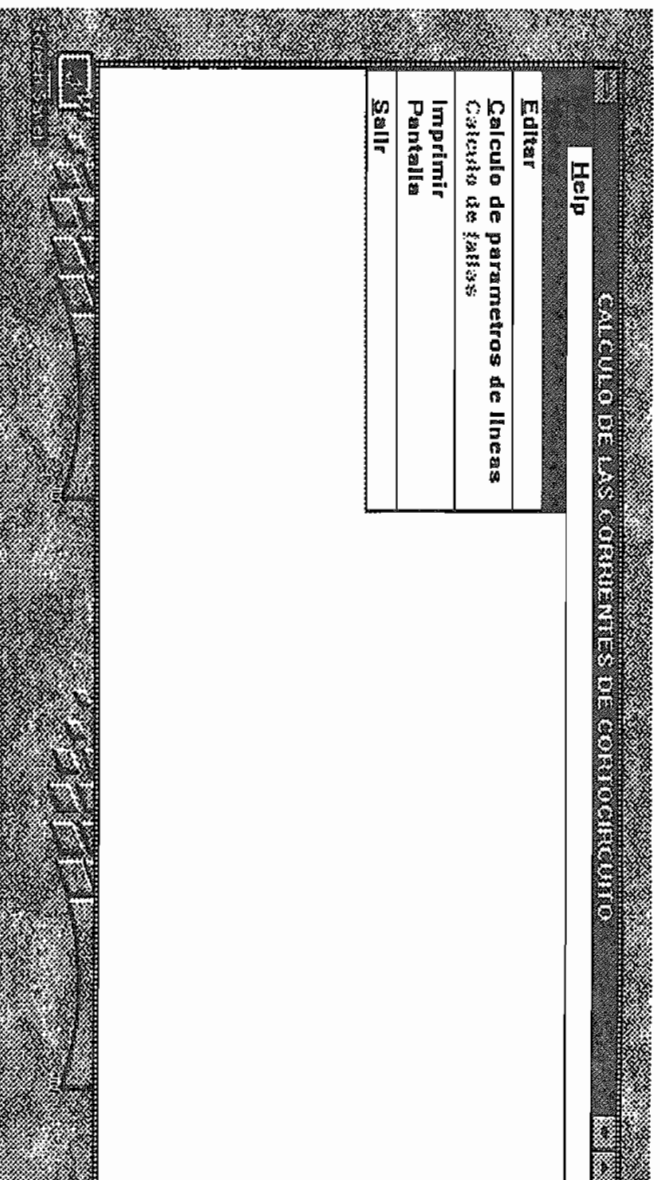 CALCULO DE LAS CORRIENTES DE CORTOCIRCUITO
Help
Editar
Calculo de parametros de lineas
Calculo de fallas
Imprimir
Pantalla
Salir